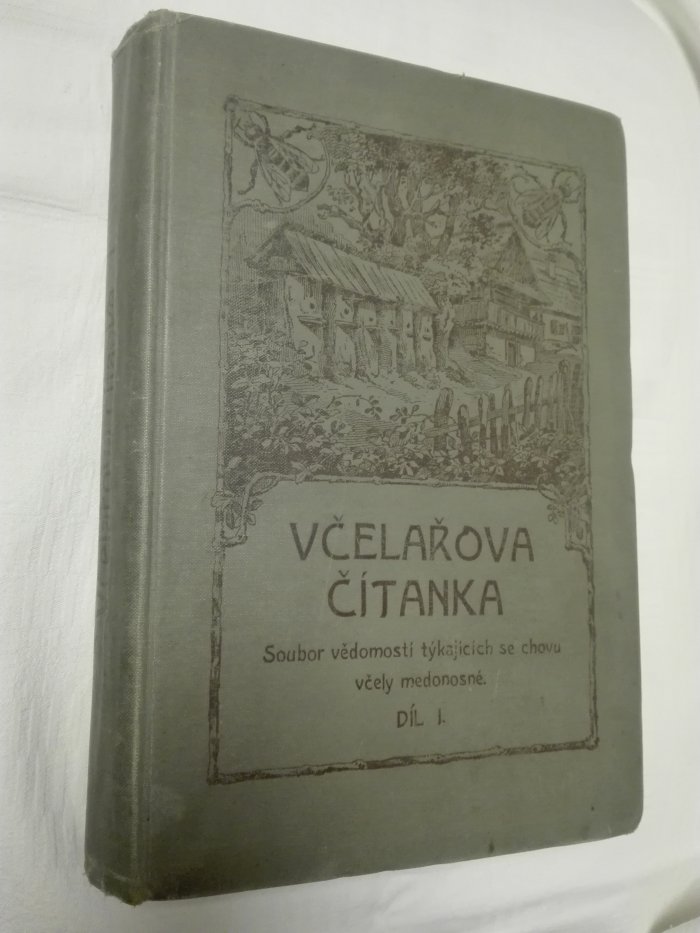 VČELAŘOVA
ČÍTANKA
Soubor vědomostí týkajících se chovu
včely medonosné.
DÍL I.